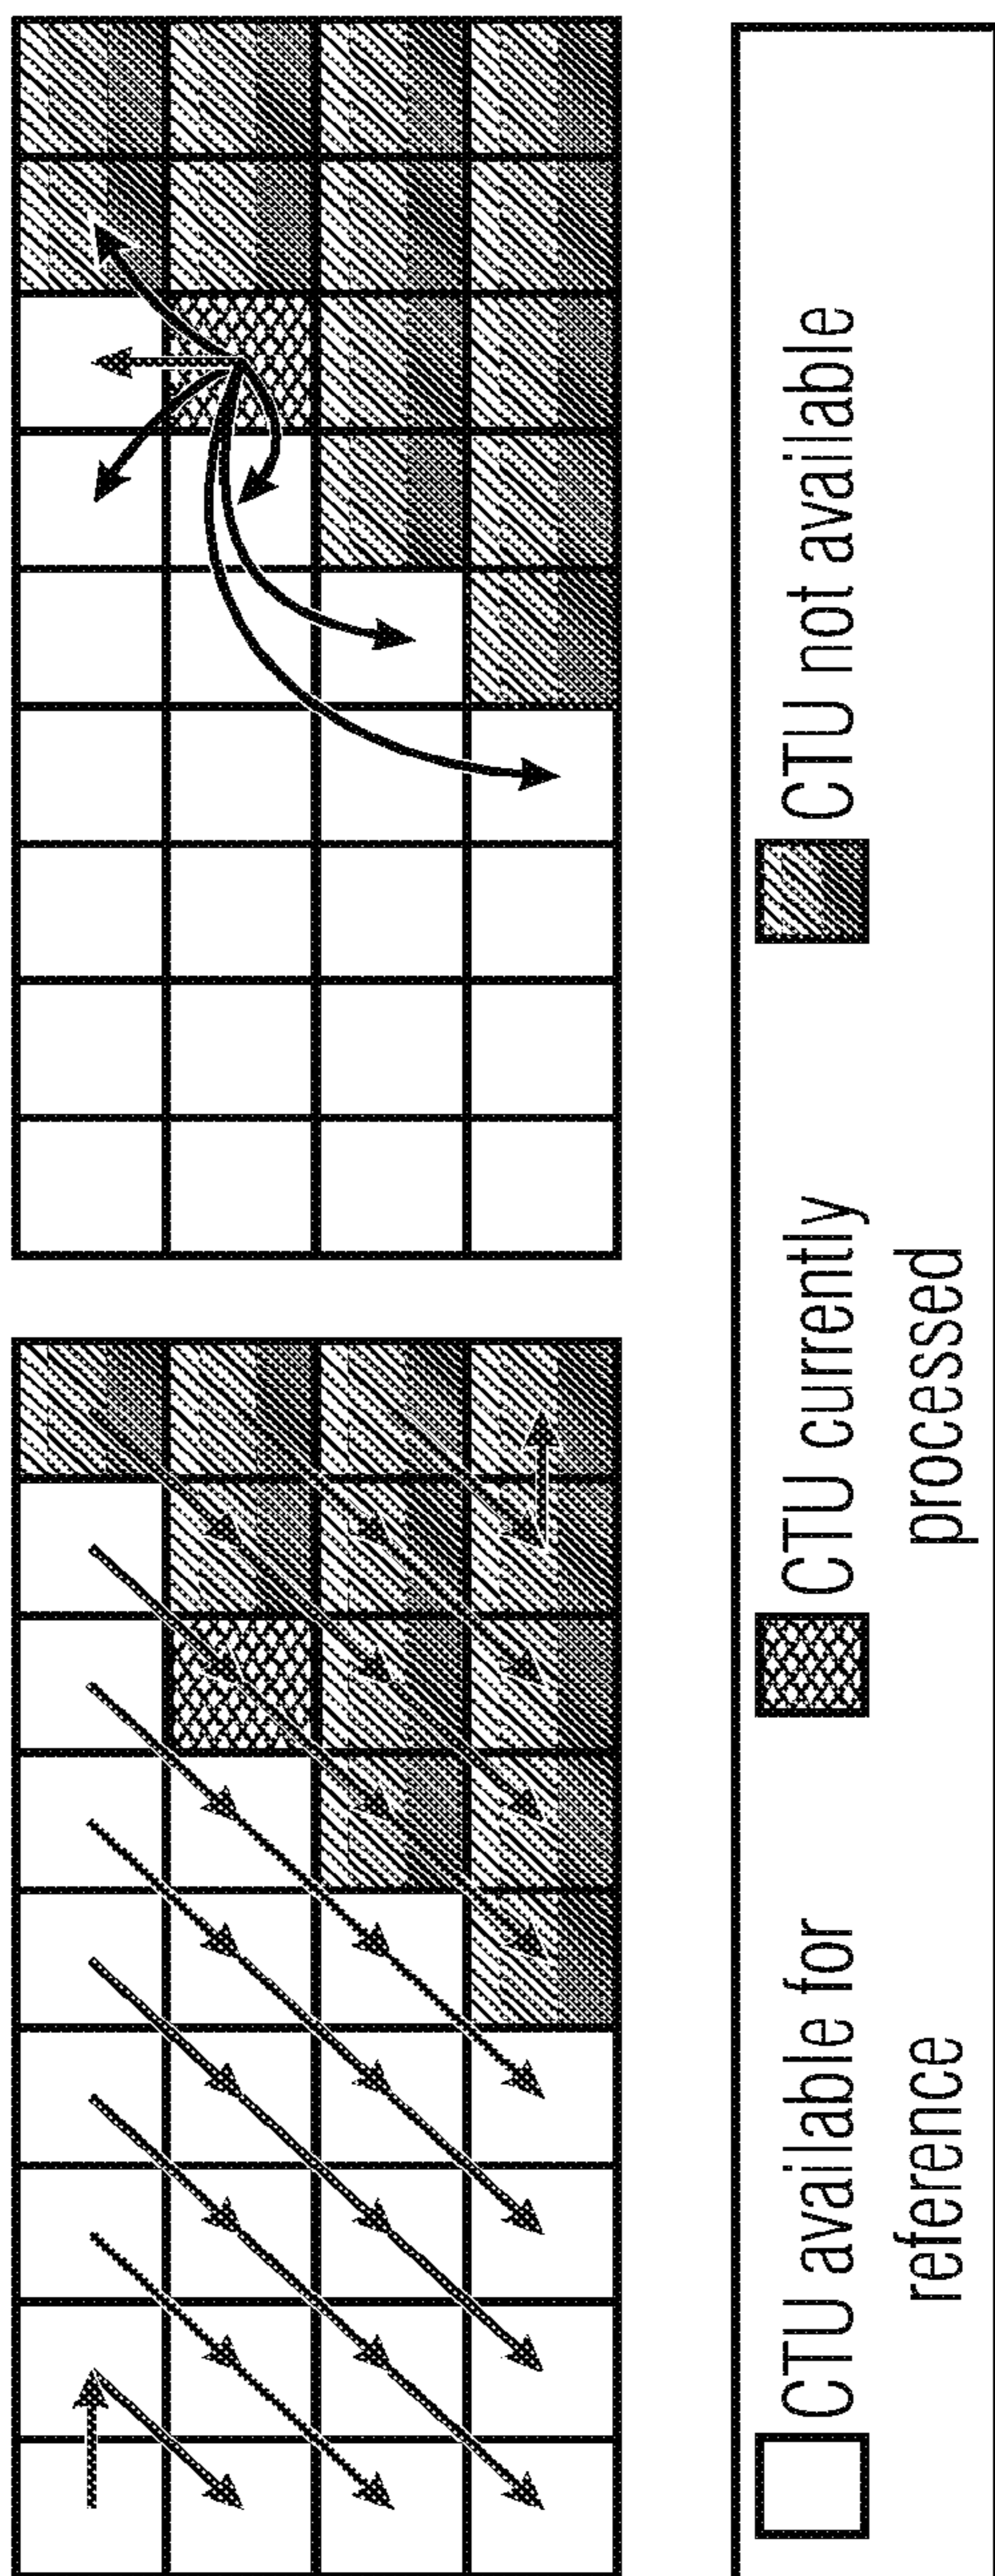 CTU available for
reference
CTU currently
processed
CTU not available